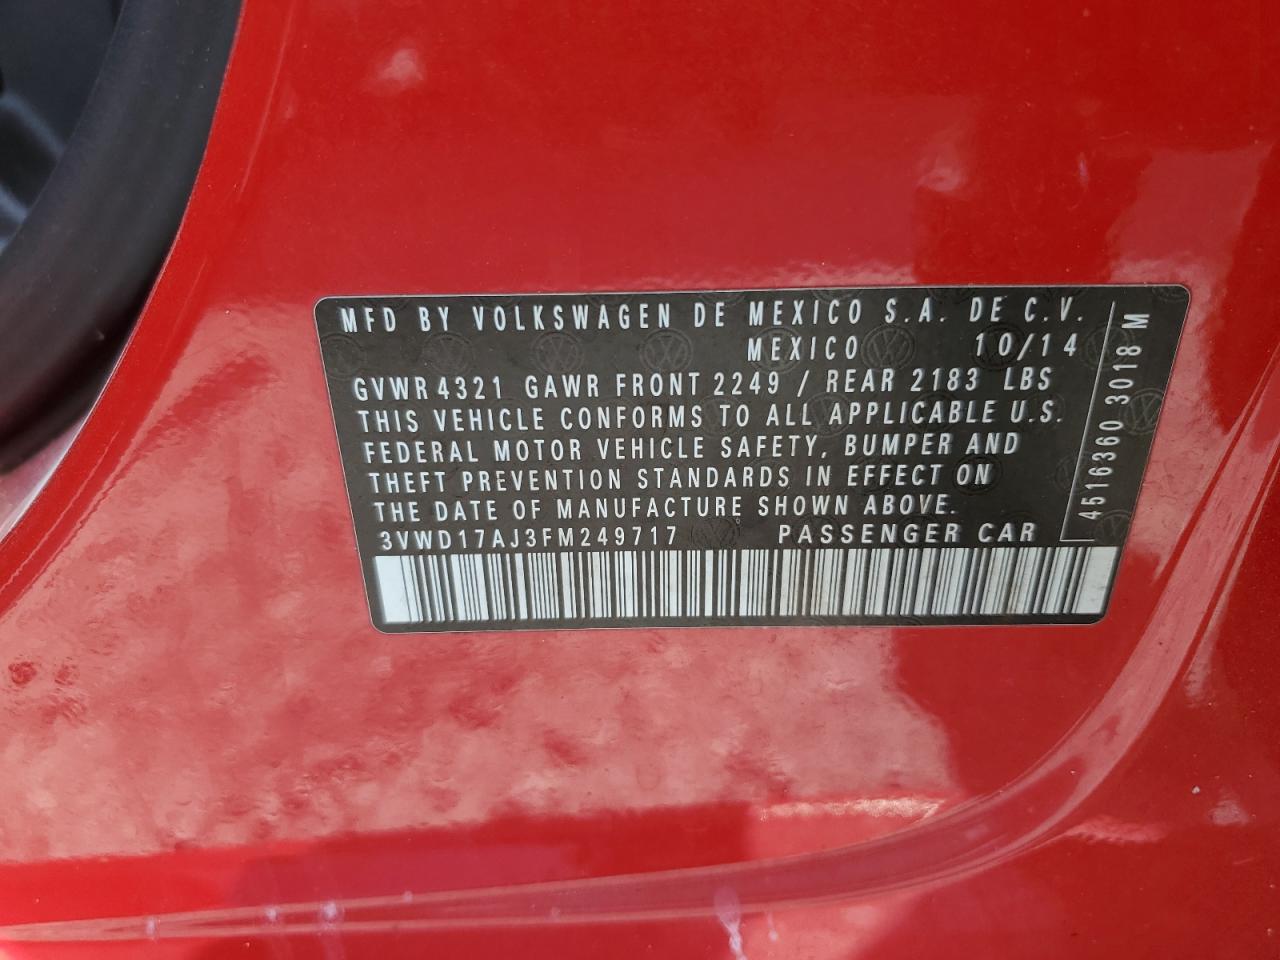 MFD BY VOLKSWAGEN DE MEXICO S.A. DE C.V.
MEXICO 10/14
GVWR 4321 GAWR FRONT 2249 / REAR 2183 LBS
THIS VEHICLE CONFORMS TO ALL APPLICABLE U.S.
FEDERAL MOTOR VEHICLE SAFETY, BUMPER AND
THEFT PREVENTION STANDARDS IN EFFECT ON
THE DATE OF MANUFACTURE SHOWN ABOVE.
3VWD17AJ3FM249717 PASSENGER CAR
4516360 3018 M